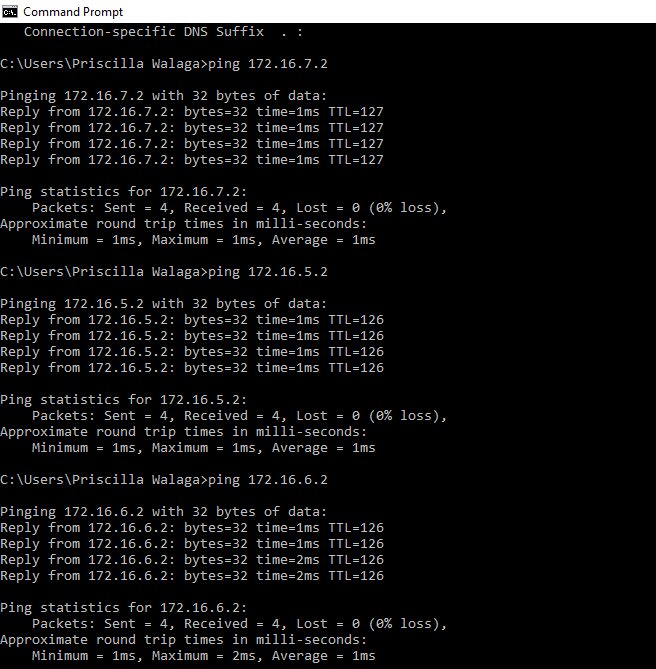 Command Prompt
Connection-specific DNS Suffix  . :
C:\Users\Priscilla Walaga>ping 172.16.7.2
Pinging 172.16.7.2 with 32 bytes of data:
Reply from 172.16.7.2: bytes=32 time=1ms TTL=127
Reply from 172.16.7.2: bytes=32 time=1ms TTL=127
Reply from 172.16.7.2: bytes=32 time=1ms TTL=127
Reply from 172.16.7.2: bytes=32 time=1ms TTL=127
Ping statistics for 172.16.7.2:
Packets: Sent = 4, Received = 4, Lost = 0 (0% loss),
Approximate round trip times in milli-seconds:
Minimum = 1ms, Maximum = 1ms, Average = 1ms
C:\Users\Priscilla Walaga>ping 172.16.5.2
Pinging 172.16.5.2 with 32 bytes of data:
Reply from 172.16.5.2: bytes=32 time=1ms TTL=126
Reply from 172.16.5.2: bytes=32 time=1ms TTL=126
Reply from 172.16.5.2: bytes=32 time=1ms TTL=126
Reply from 172.16.5.2: bytes=32 time=1ms TTL=126
Ping statistics for 172.16.5.2:
Packets: Sent = 4, Received = 4, Lost = 0 (0% loss),
Approximate round trip times in milli-seconds:
Minimum = 1ms, Maximum = 1ms, Average = 1ms
C:\Users\Priscilla Walaga>ping 172.16.6.2
Pinging 172.16.6.2 with 32 bytes of data:
Reply from 172.16.6.2: bytes=32 time=1ms TTL=126
Reply from 172.16.6.2: bytes=32 time=1ms TTL=126
Reply from 172.16.6.2: bytes=32 time=2ms TTL=126
Reply from 172.16.6.2: bytes=32 time=2ms TTL=126
Ping statistics for 172.16.6.2:
Packets: Sent = 4, Received = 4, Lost = 0 (0% loss),
Approximate round trip times in milli-seconds:
Minimum = 1ms, Maximum = 2ms, Average = 1ms